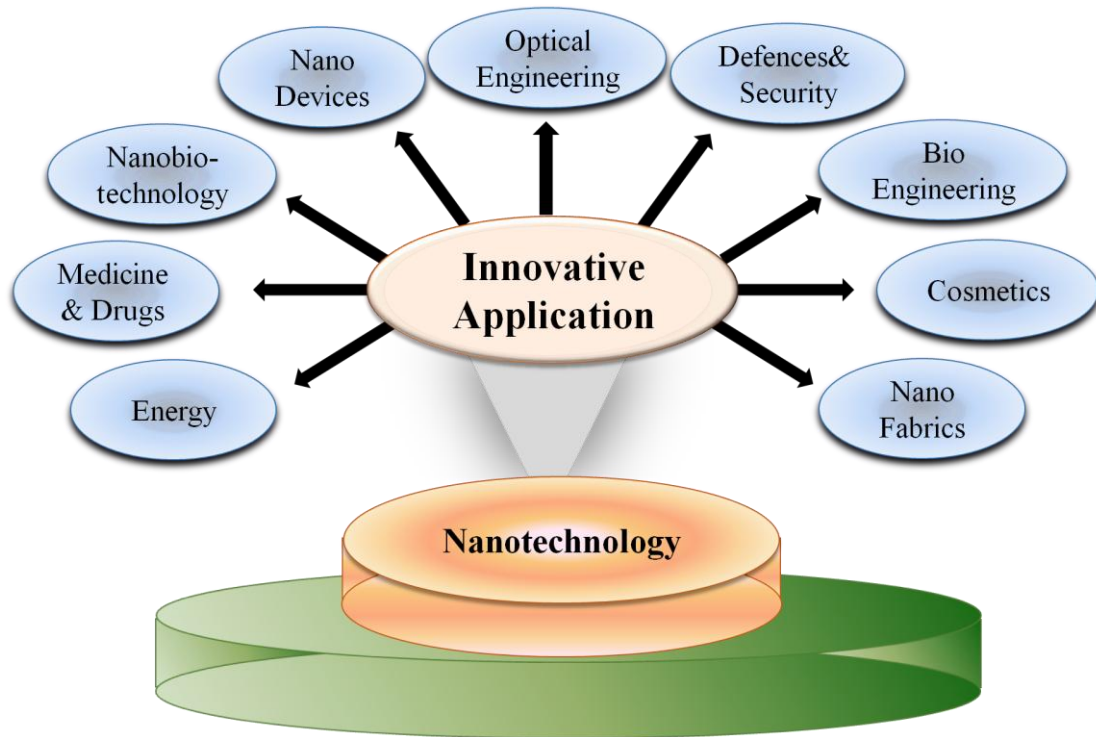 Optical
Engineering
Nano
Devices
Defences&
Security
Nanobio-
technology
Bio
Engineering
Innovative
Application
Medicine
& Drugs
Cosmetics
Energy
Nano
Fabrics
Nanotechnology